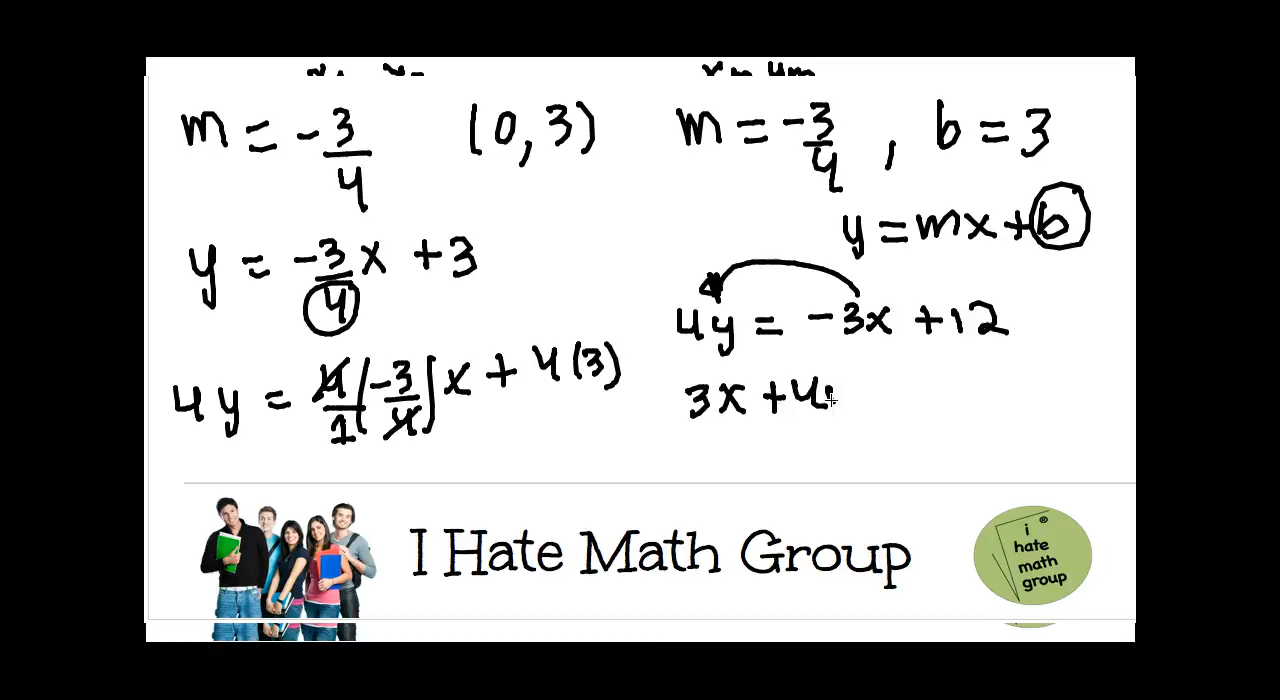 m = -3/4 (0, 3)
y = -3/4 x + 3
4y = 4/1 (-3/4) x + 4(3)
m = -3/4 , b = 3
y = mx + b
4y = -3x + 12
3x + 4
I Hate Math Group
i
hate
math
group
®